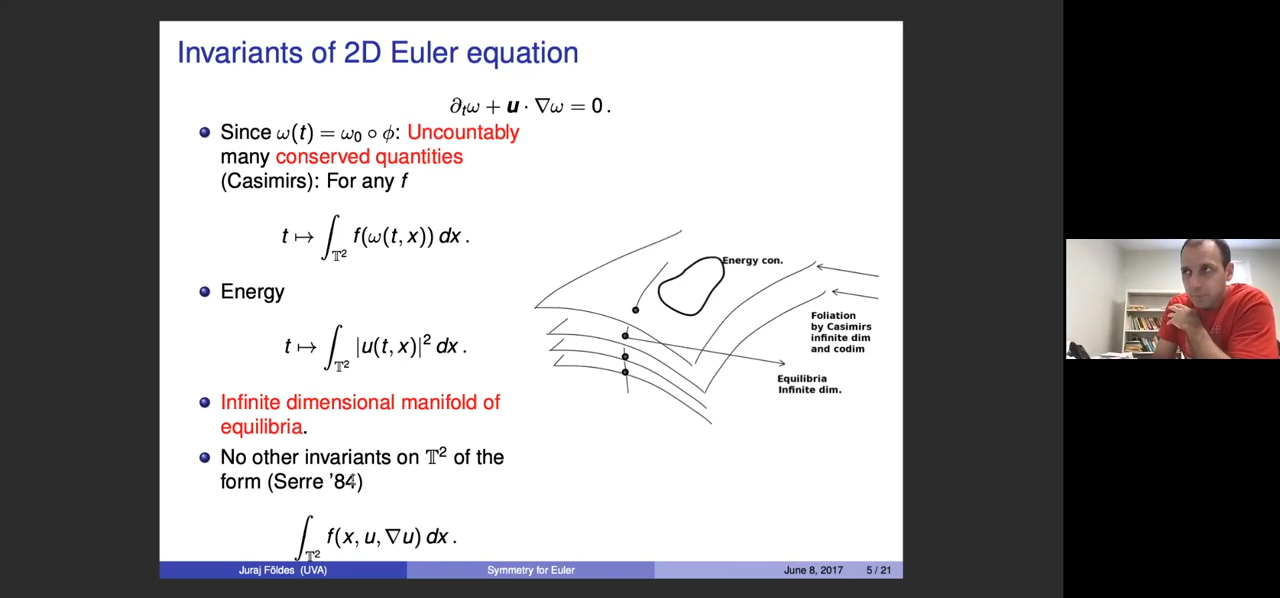 Invariants of 2D Euler equation
∂ₜω + u · ∇ω = 0 .
Since ω(t) = ω₀ ∘ ϕ: Uncountably
many conserved quantities
(Casimirs): For any f
t ↦ ∫_𝕋² f(ω(t, x)) dx .
Energy
t ↦ ∫_𝕋² |u(t, x)|² dx .
Infinite dimensional manifold of
equilibria.
No other invariants on 𝕋² of the
form (Serre '84)
∫_𝕋² f(x, u, ∇u) dx .
Energy con.
Foliation
by Casimirs
infinite dim
and codim
Equilibria
Infinite dim.
Juraj Földes (UVA)
Symmetry for Euler
June 8, 2017
5 / 21